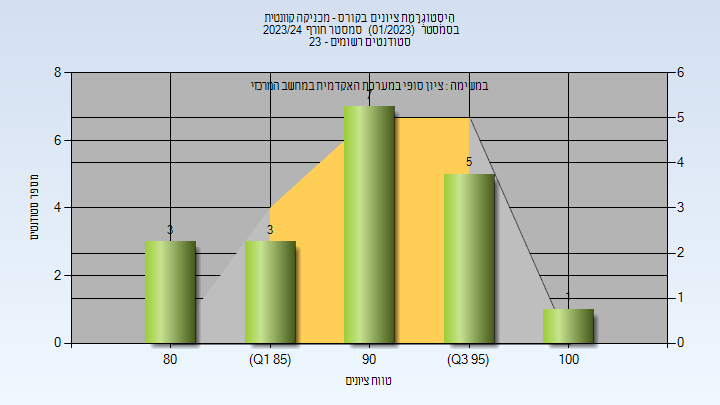 היסטוגרמת ציונים בקורס - מכניקה קוונטית
בסמסטר (01/2023) סמסטר חורף 2023/24
סטודנטים רשומים - 23
במשימה : ציון סופי במערכת האקדמית במחשב המרכזי
8
6
4
2
0
6
5
4
3
2
1
0
מספר סטודנטים
3
3
7
5
1
80
(Q1 85)
90
(Q3 95)
100
טווח ציונים